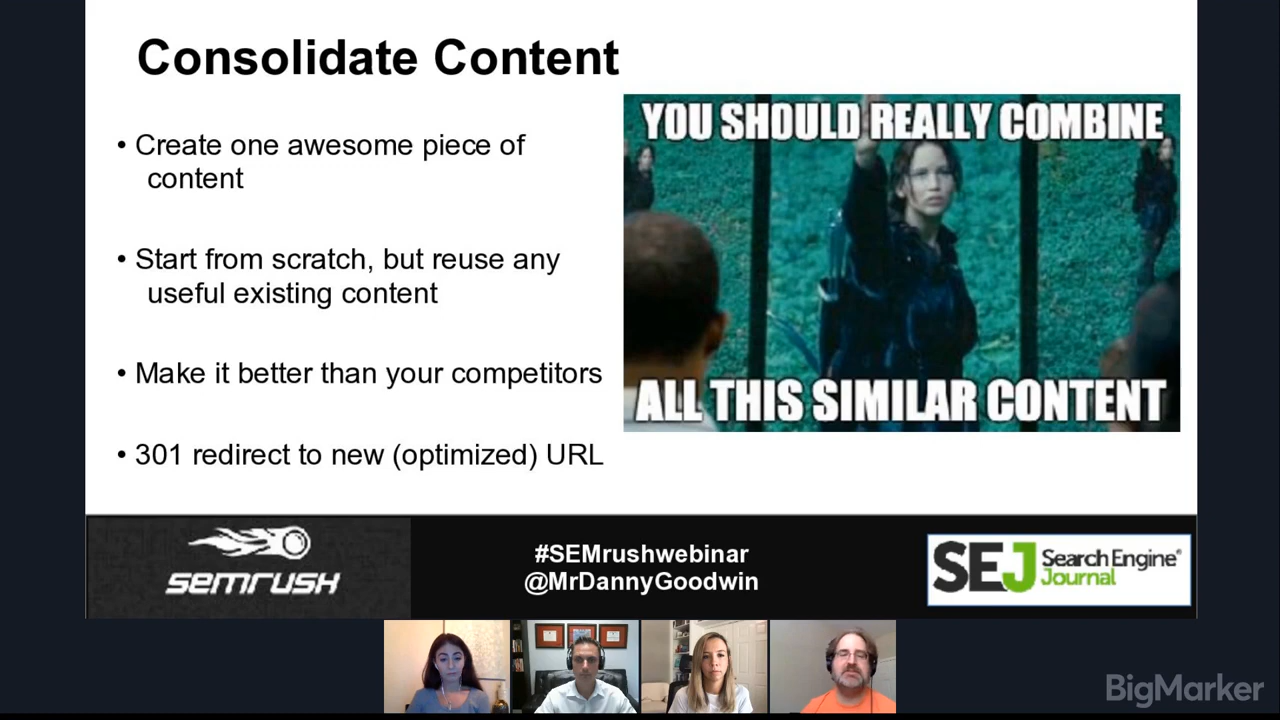 Consolidate Content
• Create one awesome piece of
content
• Start from scratch, but reuse any
useful existing content
• Make it better than your competitors
• 301 redirect to new (optimized) URL
YOU SHOULD REALLY COMBINE
ALL THIS SIMILAR CONTENT
semrush
#SEMrushwebinar
@MrDannyGoodwin
SEJ Search Engine®
Journal
BigMarker